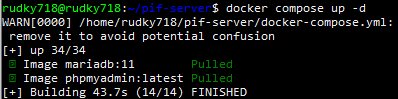 rudky718@rudky718:~/pif-server$ docker compose up -d
WARN[0000] /home/rudky718/pif-server/docker-compose.yml:
remove it to avoid potential confusion
[+] up 34/34
Image mariadb:11 Pulled
Image phpmyadmin:latest Pulled
[+] Building 43.7s (14/14) FINISHED